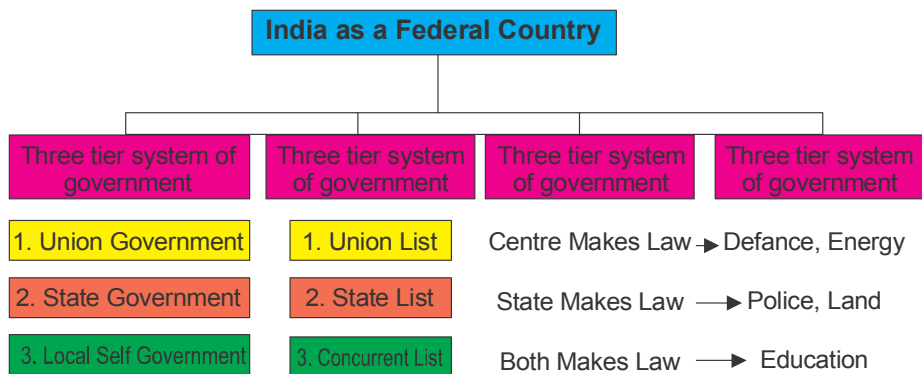 India as a Federal Country
Three tier system of
government
Three tier system
of government
Three tier system
of government
Three tier system
of government
1. Union Government
1. Union List
Centre Makes Law
Defance, Energy
2. State Government
2. State List
State Makes Law
Police, Land
3. Local Self Government
3. Concurrent List
Both Makes Law
Education